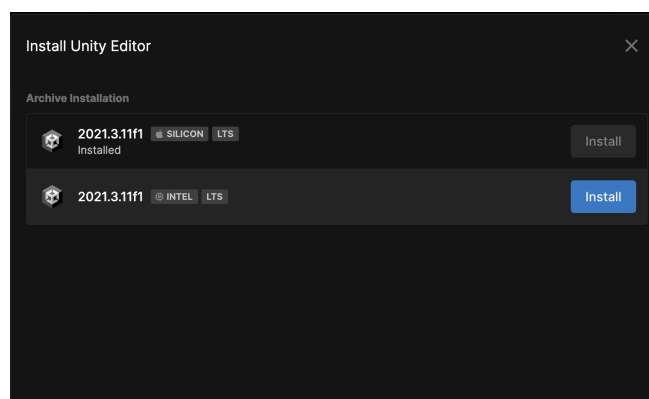 Install Unity Editor
Archive Installation
2021.3.11f1 SILICON LTS
Installed
Install
2021.3.11f1 INTEL LTS
Install